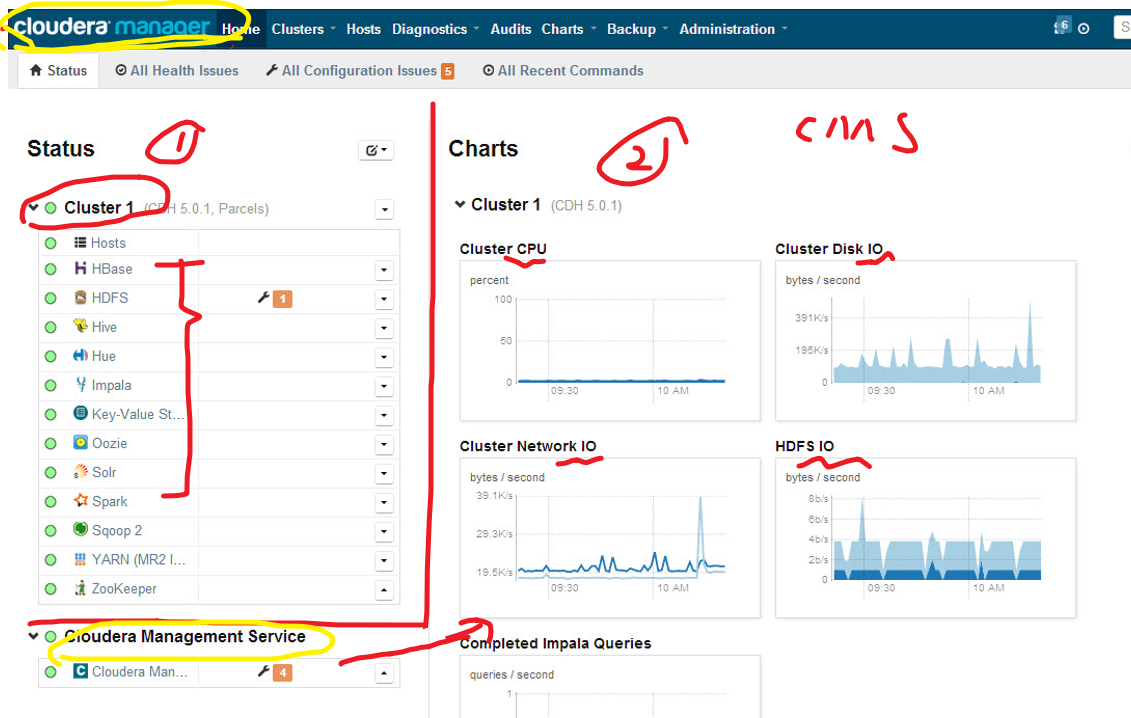 cloudera manager Home Clusters Hosts Diagnostics Audits Charts Backup Administration 6 S
Status All Health Issues All Configuration Issues 5 All Recent Commands
Status 1
Charts 2 cmms
Cluster 1 (CDH 5.0.1, Parcels)
Hosts
HBase
HDFS 1
Hive
Hue
Impala
Key-Value St...
Oozie
Solr
Spark
Sqoop 2
YARN (MR2 I...
ZooKeeper
Cloudera Management Service
Cloudera Man... 4
Cluster 1 (CDH 5.0.1)
Cluster CPU
percent
100
50
0
09:30 10 AM
Cluster Disk IO
bytes / second
391K/s
195K/s
0
09:30 10 AM
Cluster Network IO
bytes / second
39.1K/s
29.3K/s
19.5K/s
09:30 10 AM
HDFS IO
bytes / second
8b/s
6b/s
4b/s
2b/s
0
09:30 10 AM
Completed Impala Queries
queries / second
1